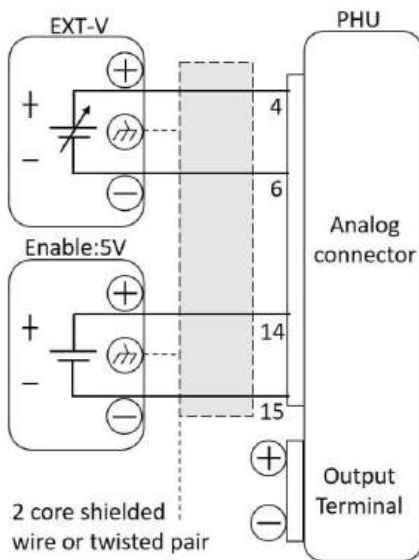 EXT-V
PHU
+
4
−
6
Analog
connector
Enable:5V
+
14
−
15
Output
Terminal
2 core shielded
wire or twisted pair